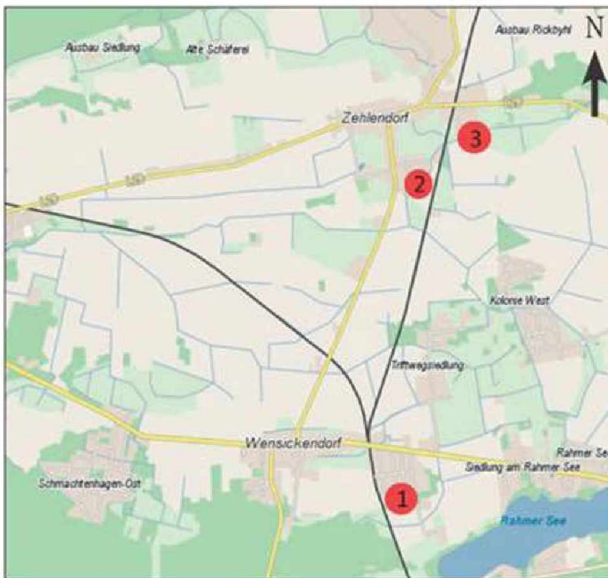 Ausbau Rickbyhl
N
Ausbau Siedlung
Alte Schäferei
Zehlendorf
3
2
Kolonie West
Triftwegsiedlung
Wensickendorf
Rahmer See
Siedlung am Rahmer See
Schmachtenhagen-Ost
1
Rahmer See